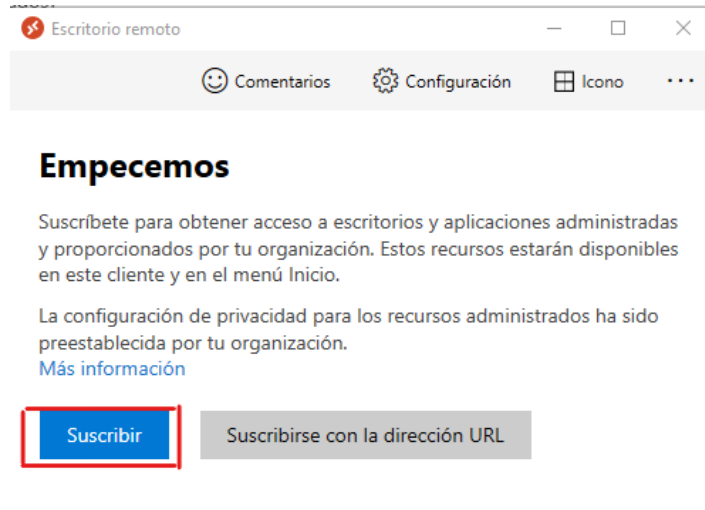 Escritorio remoto
Comentarios Configuración Icono
Empecemos
Suscríbete para obtener acceso a escritorios y aplicaciones administradas
y proporcionados por tu organización. Estos recursos estarán disponibles
en este cliente y en el menú Inicio.
La configuración de privacidad para los recursos administrados ha sido
preestablecida por tu organización.
Más información
Suscribir Suscribirse con la dirección URL